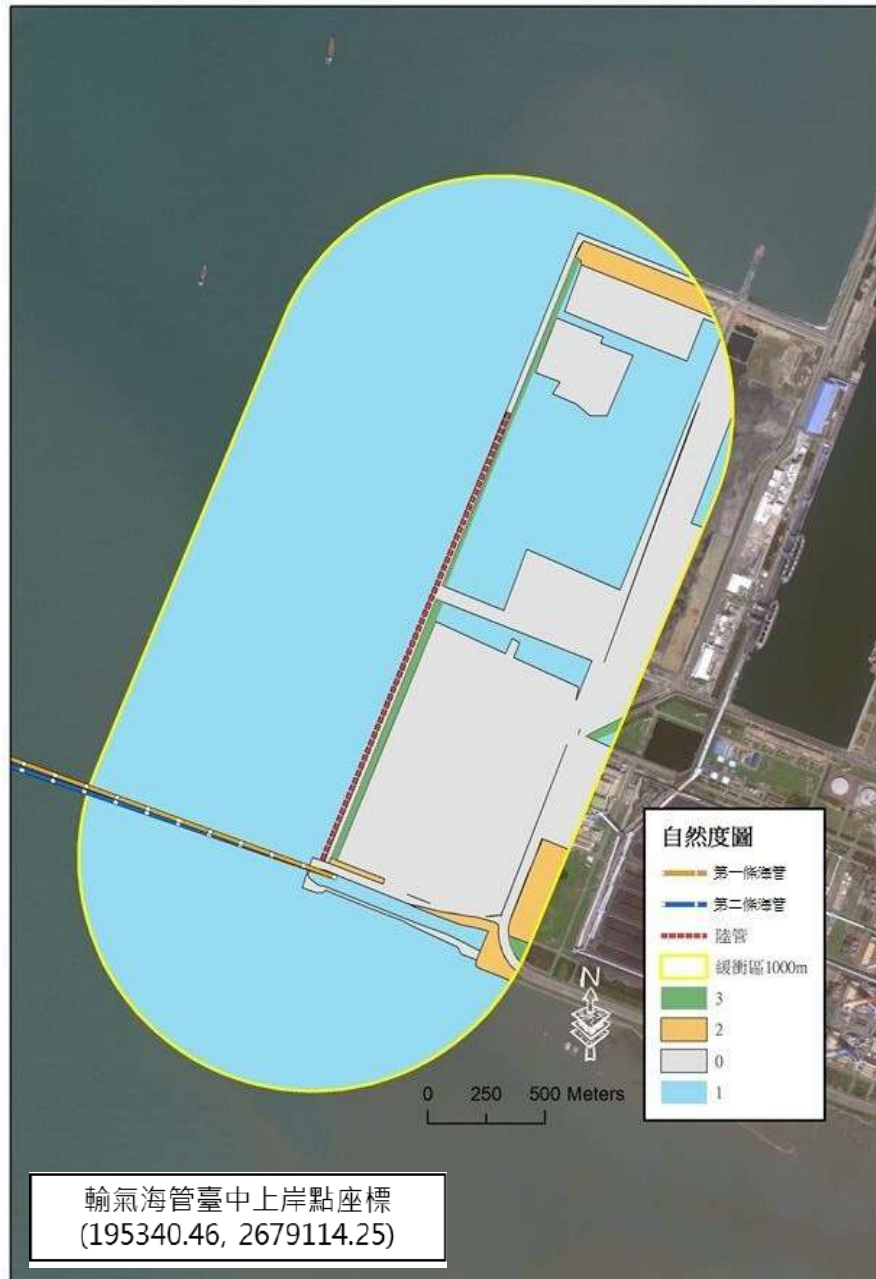 自然度圖
第一條海管
第二條海管
陸管
緩衝區1000m
3
2
0
1
N
0 250 500 Meters
輸氣海管臺中上岸點座標
(195340.46, 2679114.25)